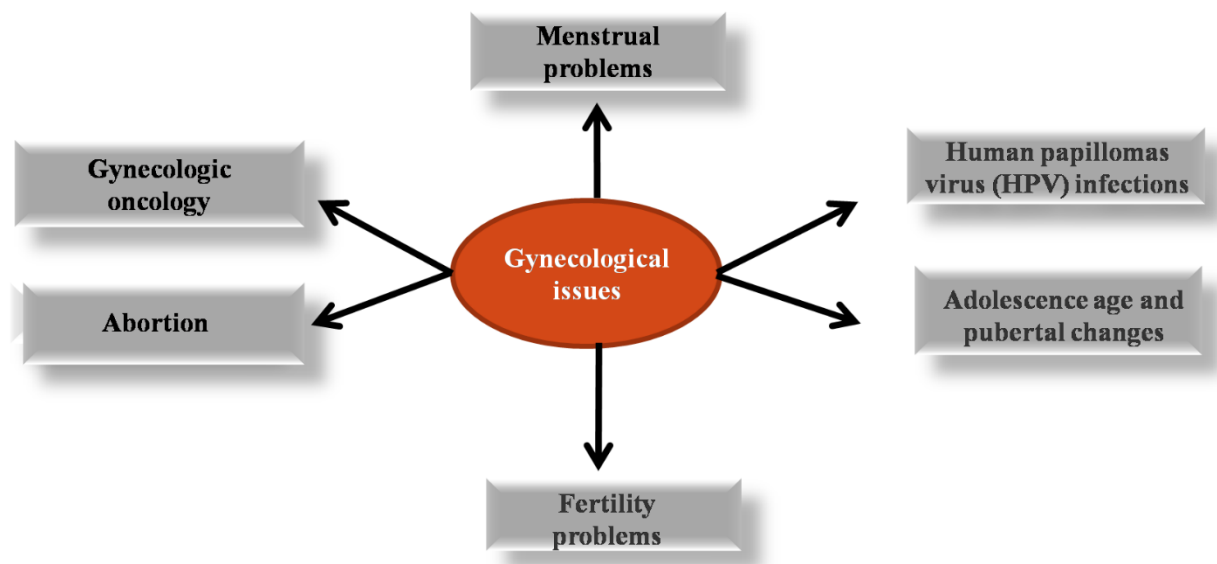 Menstrual
problems
Gynecologic
oncology
Human papillomas
virus (HPV) infections
Gynecological
issues
Abortion
Adolescence age and
pubertal changes
Fertility
problems